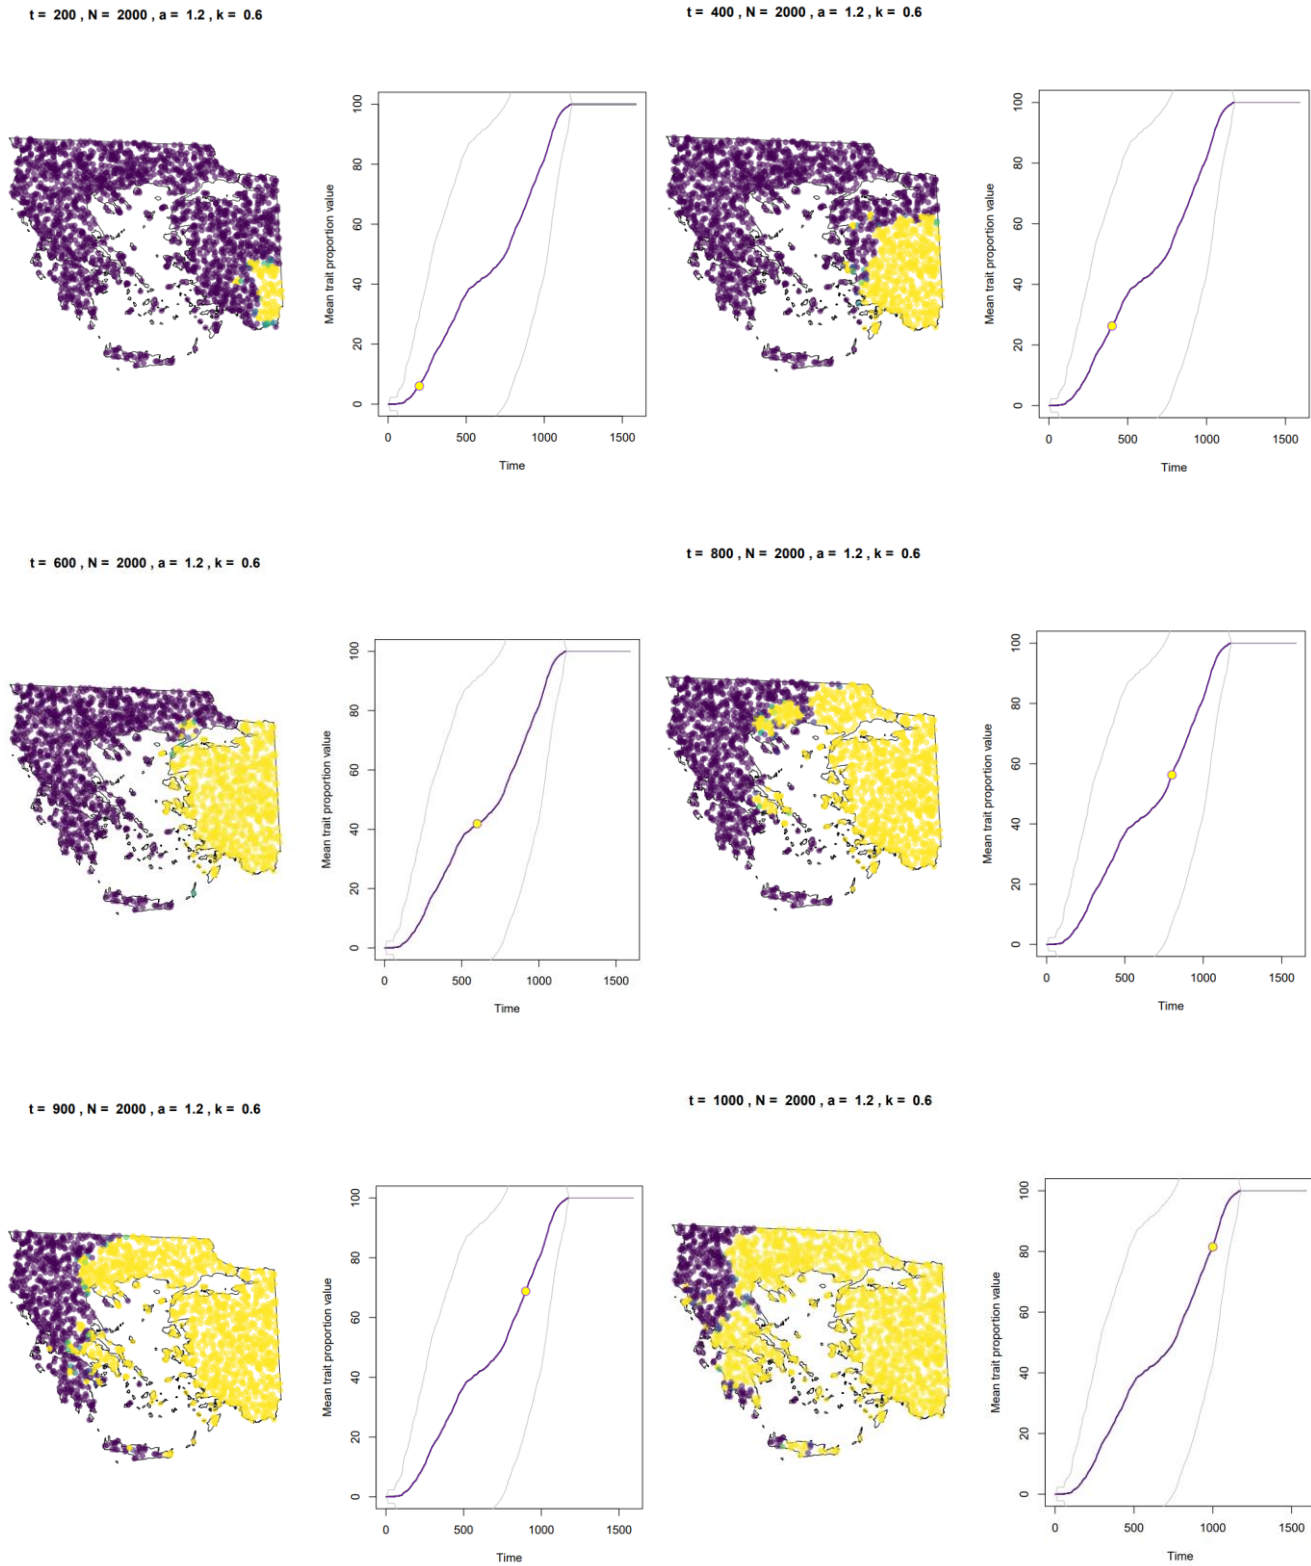 t = 200 , N = 2000 , a = 1.2 , k = 0.6
Mean trait proportion value
100
80
60
40
20
0
0 500 1000 1500
Time
t = 400 , N = 2000 , a = 1.2 , k = 0.6
Mean trait proportion value
100
80
60
40
20
0
0 500 1000 1500
Time
t = 600 , N = 2000 , a = 1.2 , k = 0.6
Mean trait proportion value
100
80
60
40
20
0
0 500 1000 1500
Time
t = 800 , N = 2000 , a = 1.2 , k = 0.6
Mean trait proportion value
100
80
60
40
20
0
0 500 1000 1500
Time
t = 900 , N = 2000 , a = 1.2 , k = 0.6
Mean trait proportion value
100
80
60
40
20
0
0 500 1000 1500
Time
t = 1000 , N = 2000 , a = 1.2 , k = 0.6
Mean trait proportion value
100
80
60
40
20
0
0 500 1000 1500
Time